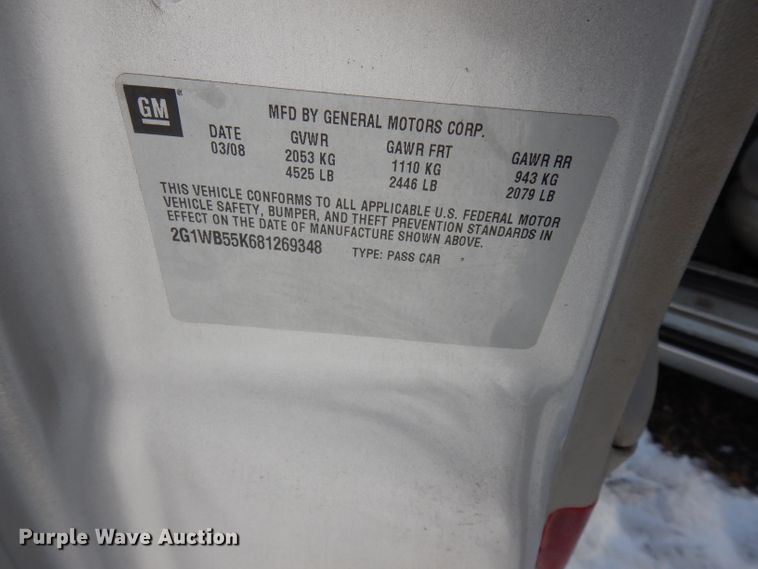 GM
MFD BY GENERAL MOTORS CORP.
DATE GVWR GAWR FRT GAWR RR
03/08 2053 KG 1110 KG 943 KG
4525 LB 2446 LB 2079 LB
THIS VEHICLE CONFORMS TO ALL APPLICABLE U.S. FEDERAL MOTOR
VEHICLE SAFETY, BUMPER, AND THEFT PREVENTION STANDARDS IN
EFFECT ON THE DATE OF MANUFACTURE SHOWN ABOVE.
2G1WB55K681269348 TYPE: PASS CAR
Purple Wave Auction